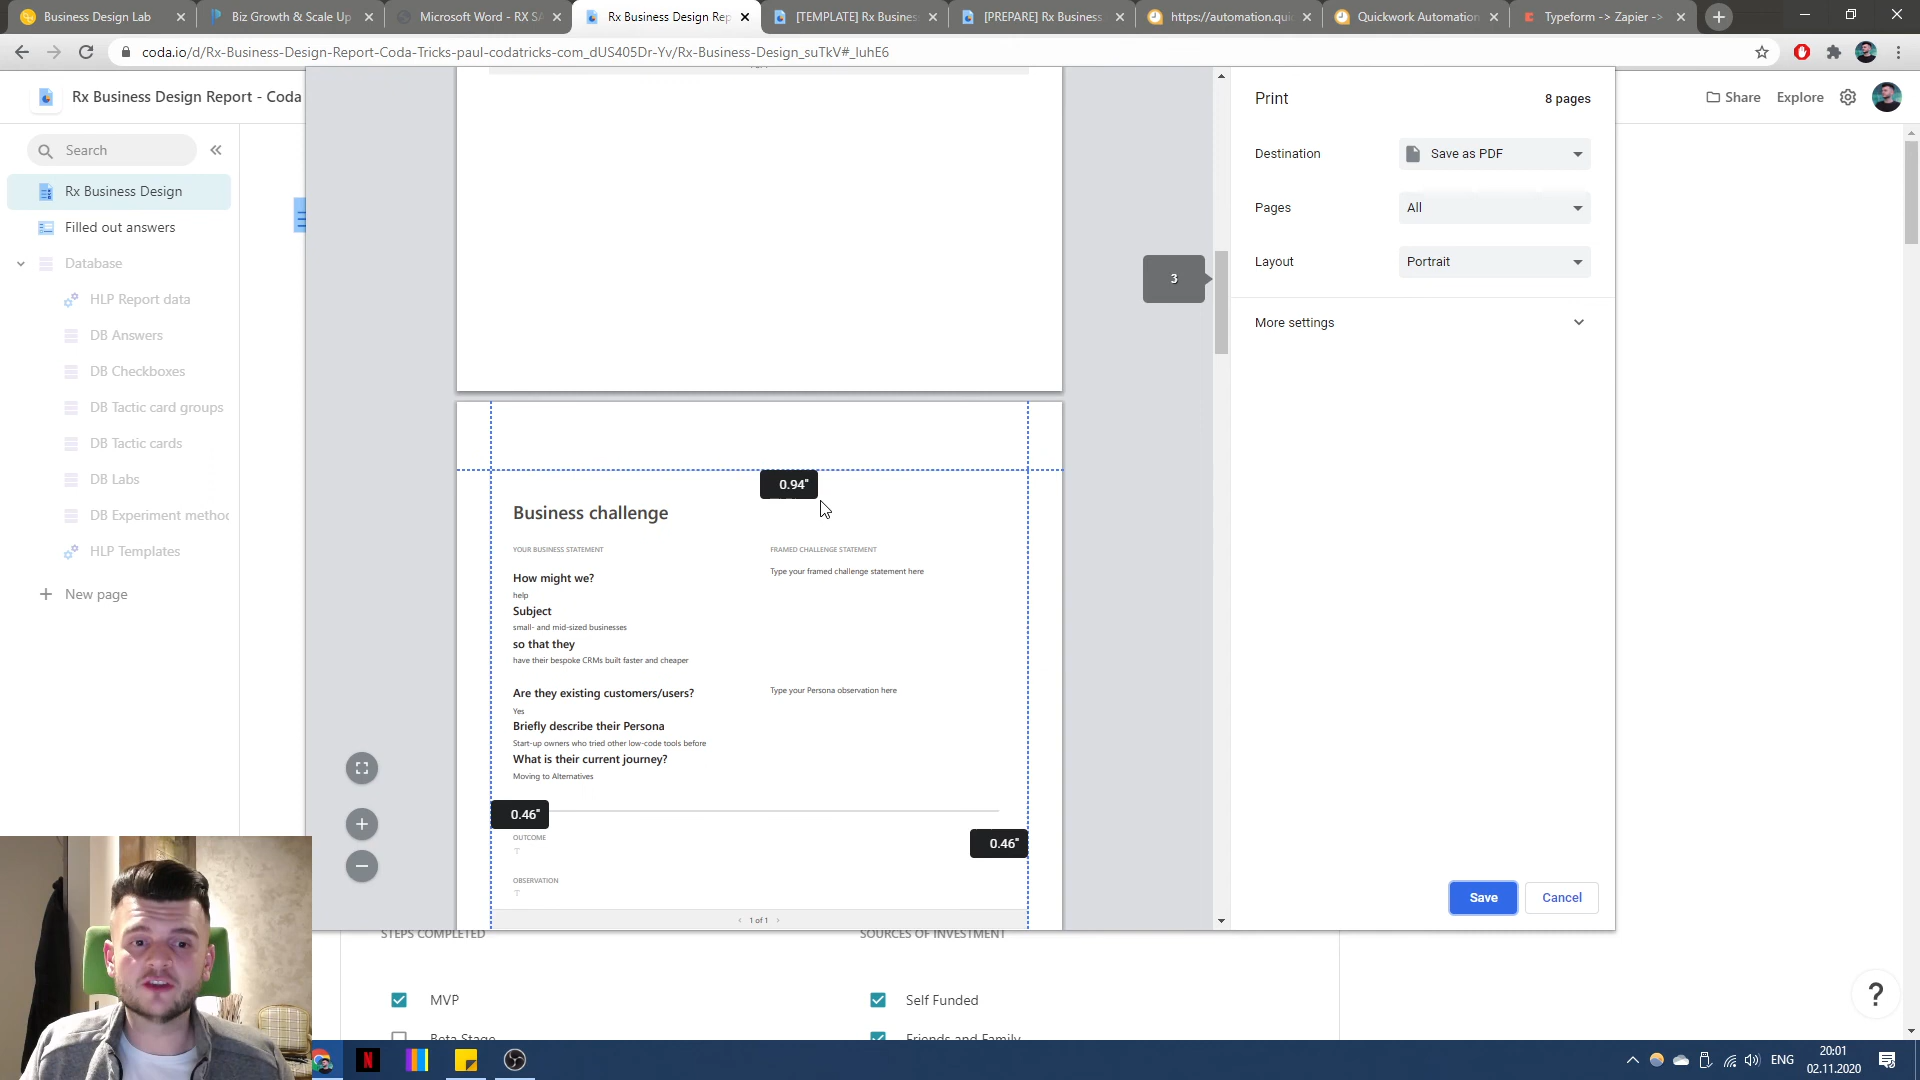 Business Design Lab
Biz Growth & Scale Up
Microsoft Word - RX SA
Rx Business Design Rep
[TEMPLATE] Rx Business
[PREPARE] Rx Business
https://automation.qui
Quickwork Automation
Typeform -> Zapier ->
coda.io/d/Rx-Business-Design-Report-Coda-Tricks-paul-codatricks-com_dUS405Dr-Yv/Rx-Business-Design_suTkV#_luhE6
Rx Business Design Report - Coda
Share
Explore
Search
Rx Business Design
Filled out answers
Database
HLP Report data
DB Answers
DB Checkboxes
DB Tactic card groups
DB Tactic cards
DB Labs
DB Experiment method
HLP Templates
New page
Print
8 pages
Destination
Save as PDF
Pages
All
Layout
Portrait
More settings
3
0.94"
Business challenge
YOUR BUSINESS STATEMENT
FRAMED CHALLENGE STATEMENT
How might we?
Type your framed challenge statement here
help
Subject
small- and mid-sized businesses
so that they
have their bespoke CRMs built faster and cheaper
Are they existing customers/users?
Type your Persona observation here
Yes
Briefly describe their Persona
Start-up owners who tried other low-code tools before
What is their current journey?
Moving to Alternatives
0.46"
0.46"
OUTCOME
OBSERVATION
1 of 1
Save
Cancel
STEPS COMPLETED
SOURCES OF INVESTMENT
MVP
Self Funded
Beta Stage
Friends and Family
?
ENG
20:01
02.11.2020